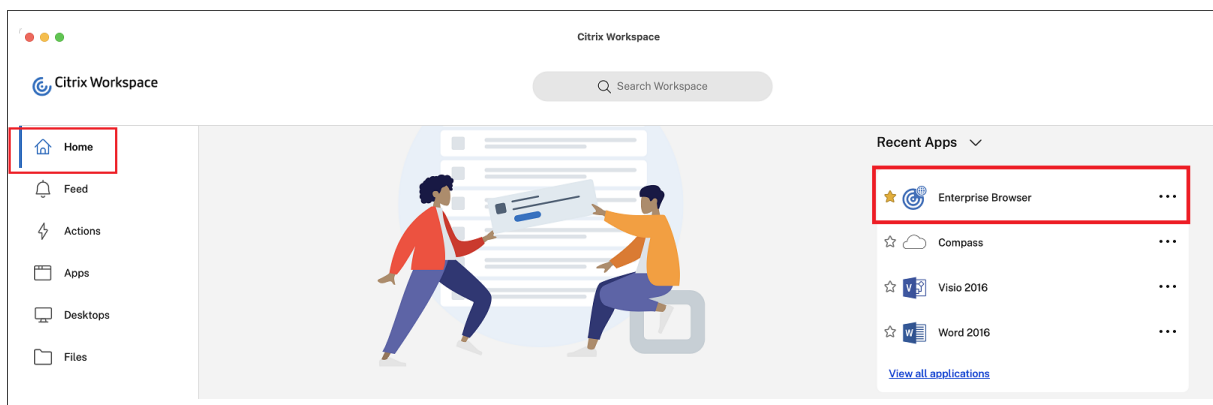 Citrix Workspace
Citrix Workspace
Search Workspace
Home
Feed
Actions
Apps
Desktops
Files
Recent Apps
Enterprise Browser
Compass
V
Visio 2016
W
Word 2016
View all applications